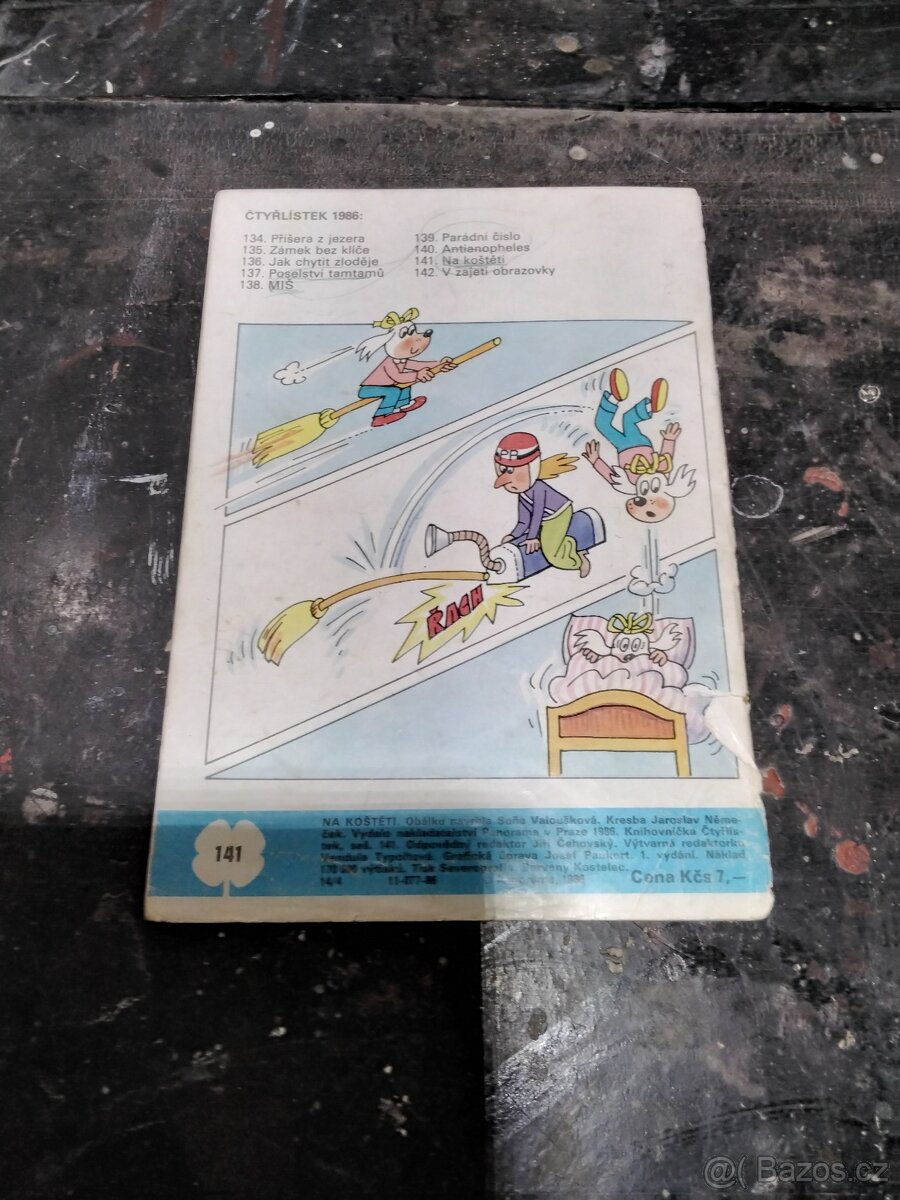 ČTYŘLÍSTEK 1986:
134. Příšera z jezera
135. Zámek bez klíče
136. Jak chytit zloděje
137. Poselství tamtamů
138. MIŠ
139. Parádní číslo
140. Antianopheles
141. Na koštěti
142. V zajetí obrazovky
ŘACH
141
NA KOŠTĚTI. Obálku navrhla Soňa Valoušková. Kresba Jaroslav Něme-
ček. Vydalo nakladatelství Panorama v Praze 1986. Knihovnička Čtyřlís-
tek, seš. 141. Odpovědný redaktor Jiří Čehovský. Výtvarná redaktorka
Vendula Typoltová. Grafická úprava Josef Paukert. 1. vydání. Náklad
výtisků. Tisk Severografia, Červený Kostelec.
14/4 11-077-86 1986 Cena Kčs 7,—
@( Bazos.cz